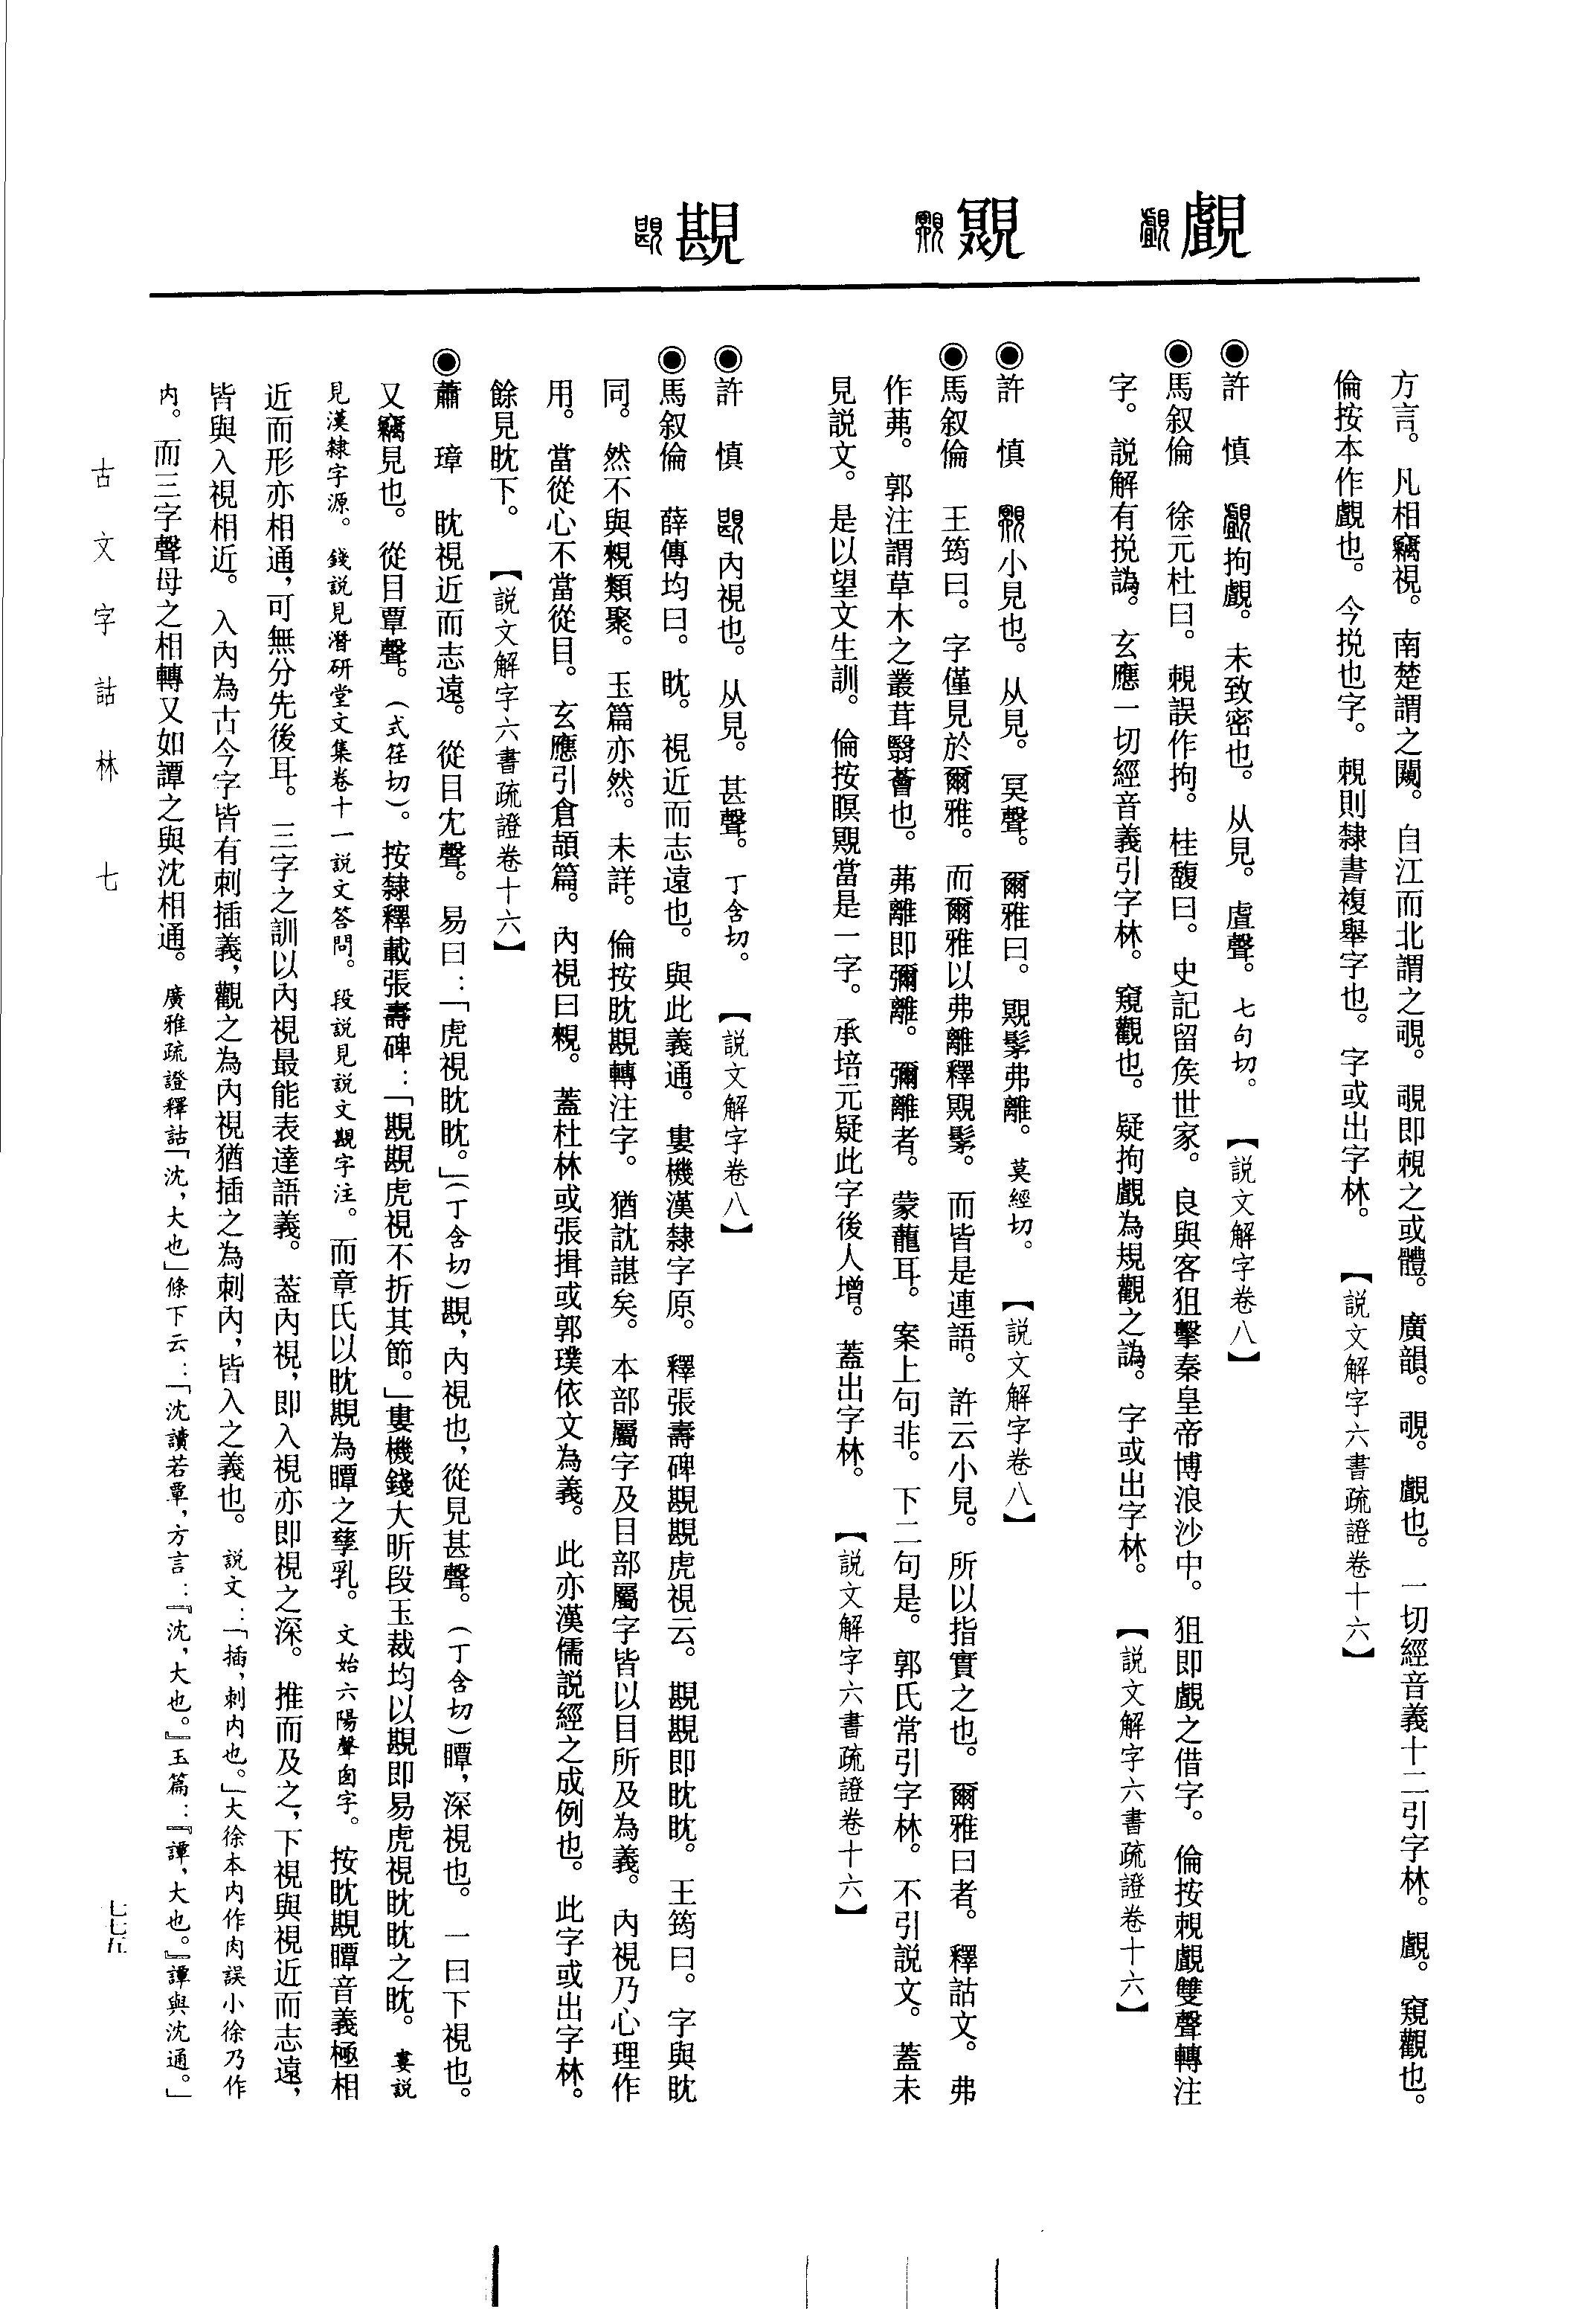 覰
覭
䫴
方言。凡相竊視。南楚謂之闚。自江而北謂之覗。覗即覟之或體。廣韻。覗。覰也。一切經音義十二引字林。覰。窺觀也。
倫按本作覰也。今挩也字。覟則隸書複舉字也。字或出字林。【說文解字六書疏證卷十六】
◉許　慎　拘覰。未致密也。从見。虘聲。七句切。【說文解字卷八】
◉馬叙倫　徐元杜曰。覟誤作拘。桂馥曰。史記留矦世家。良與客狙擊秦皇帝博浪沙中。狙即覰之借字。倫按覟覰雙聲轉注
字。說解有挩譌。玄應一切經音義引字林。窺觀也。疑拘覰為規觀之譌。字或出字林。【說文解字六書疏證卷十六】
◉許　慎　小見也。从見。冥聲。爾雅曰。覭髳弗離。莫經切。【說文解字卷八】
◉馬叙倫　王筠曰。字僅見於爾雅。而爾雅以弗離釋覭髳。而皆是連語。許云小見。所以指實之也。爾雅曰者。釋詁文。弗
作茀。郭注謂草木之叢茸翳薈也。茀離即彌離。彌離者。蒙蘢耳。案上句非。下二句是。郭氏常引字林。不引說文。蓋未
見說文。是以望文生訓。倫按瞑覭當是一字。承培元疑此字後人增。蓋出字林。【說文解字六書疏證卷十六】
◉許　慎　內視也。从見。甚聲。丁含切。【說文解字卷八】
◉馬叙倫　薛傳均曰。眈。視近而志遠也。與此義通。婁機漢隸字原。釋張壽碑䫴䫴虎視云。䫴䫴即眈眈。王筠曰。字與眈
同。然不與親類聚。玉篇亦然。未詳。倫按眈䫴轉注字。猶訦諶矣。本部屬字及目部屬字皆以目所及為義。內視乃心理作
用。當從心不當從目。玄應引倉頡篇。內視曰親。蓋杜林或張揖或郭璞依文為義。此亦漢儒說經之成例也。此字或出字林。
餘見眈下。【說文解字六書疏證卷十六】
◉蕭　璋　眈視近而志遠。從目冘聲。易曰：「虎視眈眈。」(丁含切)䫴，內視也，從見甚聲。(丁含切)瞫，深視也。一曰下視也。
又竊見也。從目覃聲。(式荏切)。按隸釋載張壽碑：「䫴䫴虎視不折其節。」婁機錢大昕段玉裁均以䫴即易虎視眈眈之眈。婁説
見漢隸字源。錢説見潛研堂文集卷十一説文答問。段説見説文䫴字注。而章氏以眈䫴為瞫之孳乳。文始六陽聲囱字。按眈䫴瞫音義極相
近而形亦相通，可無分先後耳。三字之訓以內視最能表達語義。蓋內視，即入視亦即視之深。推而及之，下視與視近而志遠，
皆與入視相近。入內為古今字皆有刺插義，觀之為內視猶插之為刺內，皆入之義也。說文：「插，刺內也。」大徐本內作肉誤小徐乃作
內。而三字聲母之相轉又如譚之與沈相通。廣雅疏證釋詁「沈，大也」條下云：「沈讀若覃，方言：『沈，大也。』玉篇：『譚，大也。』譚與沈通。」
古文字詁林　七
七七五